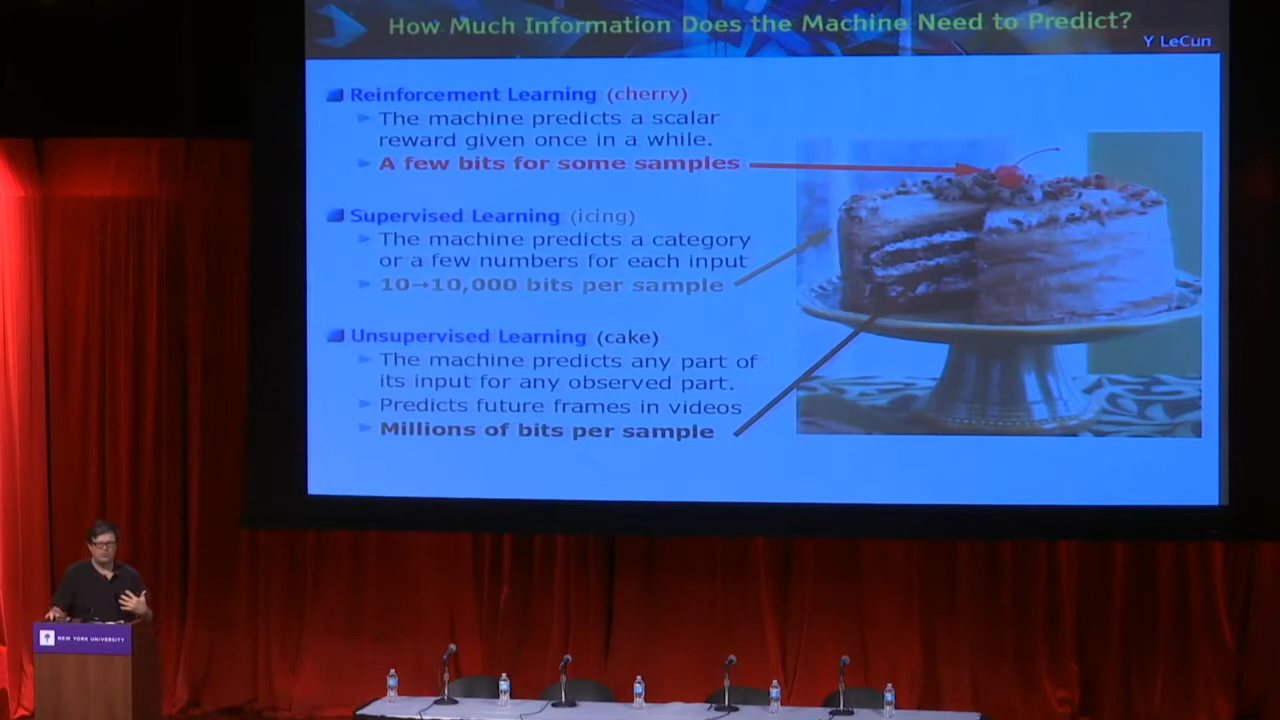 How Much Information Does the Machine Need to Predict?
Y LeCun
Reinforcement Learning (cherry)
The machine predicts a scalar
reward given once in a while.
A few bits for some samples
Supervised Learning (icing)
The machine predicts a category
or a few numbers for each input
10→10,000 bits per sample
Unsupervised Learning (cake)
The machine predicts any part of
its input for any observed part.
Predicts future frames in videos
Millions of bits per sample
NEW YORK UNIVERSITY